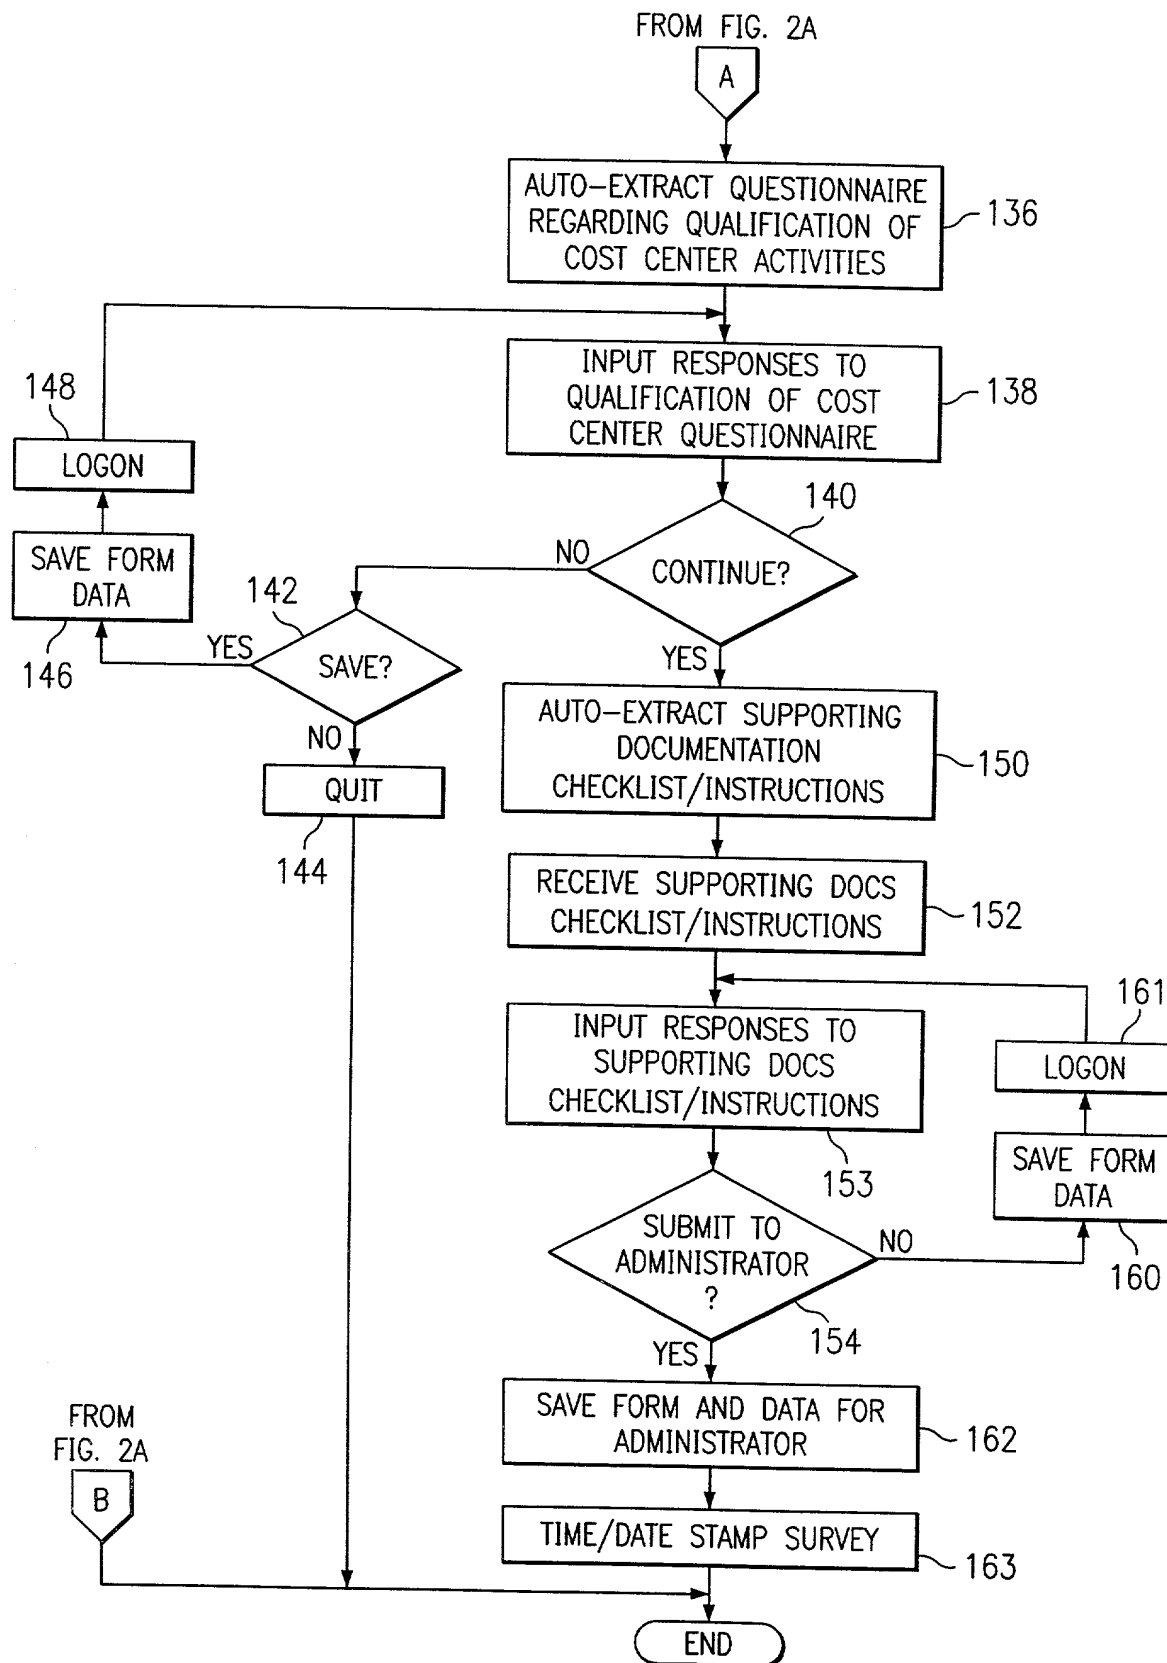 FROM FIG. 2A
A
AUTO-EXTRACT QUESTIONNAIRE
REGARDING QUALIFICATION OF
COST CENTER ACTIVITIES
136
INPUT RESPONSES TO
QUALIFICATION OF COST
CENTER QUESTIONNAIRE
138
148
LOGON
140
CONTINUE?
NO
YES
SAVE FORM
DATA
146
142
SAVE?
YES
NO
QUIT
144
AUTO-EXTRACT SUPPORTING
DOCUMENTATION
CHECKLIST/INSTRUCTIONS
150
RECEIVE SUPPORTING DOCS
CHECKLIST/INSTRUCTIONS
152
INPUT RESPONSES TO
SUPPORTING DOCS
CHECKLIST/INSTRUCTIONS
153
161
LOGON
SAVE FORM
DATA
160
SUBMIT TO
ADMINISTRATOR
?
NO
154
YES
SAVE FORM AND DATA FOR
ADMINISTRATOR
162
FROM
FIG. 2A
B
TIME/DATE STAMP SURVEY
163
END